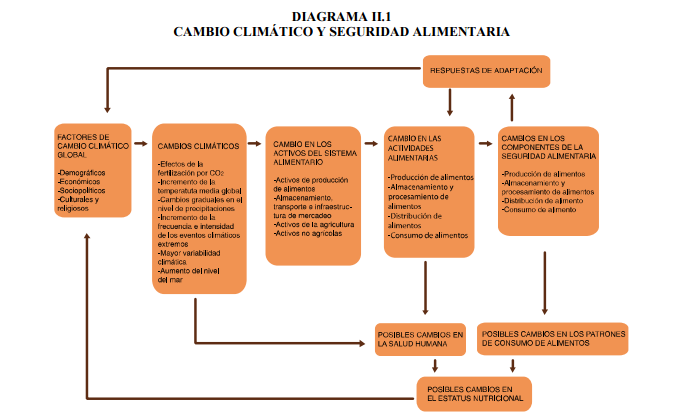 DIAGRAMA II.1
CAMBIO CLIMÁTICO Y SEGURIDAD ALIMENTARIA
RESPUESTAS DE ADAPTACIÓN
FACTORES DE
CAMBIO CLIMÁTICO
GLOBAL
-Demográficos
-Económicos
-Sociopolíticos
-Culturales y
religiosos
CAMBIOS CLIMÁTICOS
-Efectos de la
fertilización por CO2
-Incremento de la
temperatuta media global
-Cambios graduales en el
nivel de precipitaciones
-Incremento de la
frecuencia e intensidad
de los eventos climáticos
extremos
-Mayor variabilidad
climática
-Aumento del nivel
del mar
CAMBIO EN LOS
ACTIVOS DEL SISTEMA
ALIMENTARIO
-Activos de producción
de alimentos
-Almacenamiento,
transporte e infraestruc-
tura de mercadeo
-Activos de la agricultura
-Activos no agrícolas
CAMBIO EN LAS
ACTIVIDADES
ALIMENTARIAS
-Producción de alimentos
-Almacenamiento y
procesamiento de
alimentos
-Distribución de
alimento
-Consumo de alimentos
CAMBIOS EN LOS
COMPONENTES DE LA
SEGURIDAD ALIMENTARIA
-Producción de alimentos
-Almacenamiento y
procesamiento de alimentos
-Distribución de alimento
-Consumo de alimento
POSIBLES CAMBIOS EN
LA SALUD HUMANA
POSIBLES CAMBIOS EN LOS PATRONES
DE CONSUMO DE ALIMENTOS
POSIBLES CAMBIOS EN
EL ESTATUS NUTRICIONAL